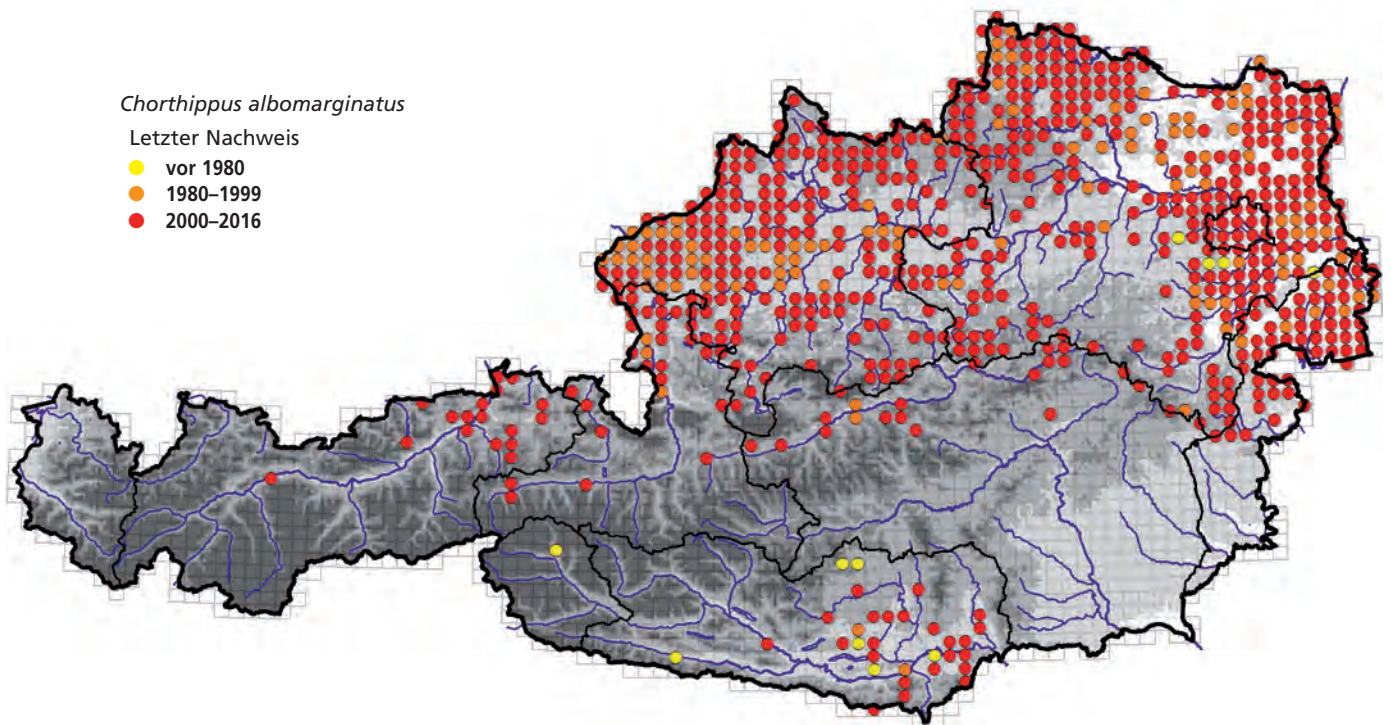 Chorthippus albomarginatus
Letzter Nachweis
vor 1980
1980–1999
2000–2016